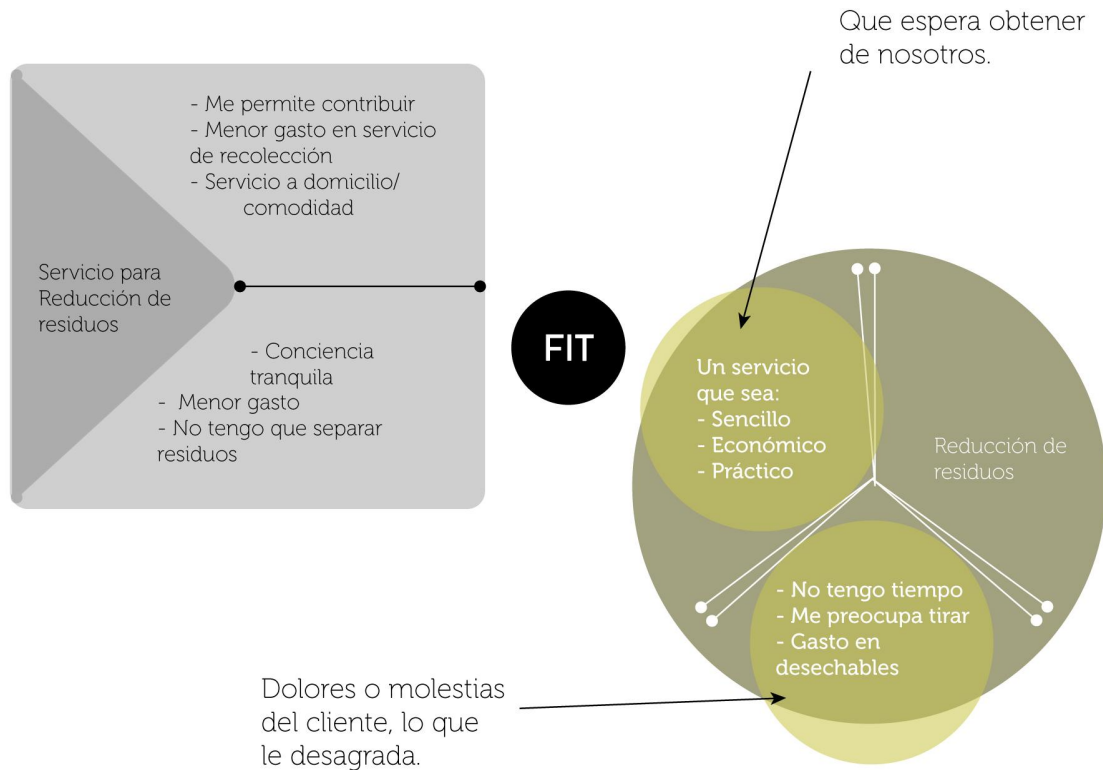 Que espera obtener
de nosotros.
- Me permite contribuir
- Menor gasto en servicio
de recolección
- Servicio a domicilio/
comodidad
Servicio para
Reducción de
residuos
- Conciencia
tranquila
- Menor gasto
- No tengo que separar
residuos
FIT
Un servicio
que sea:
- Sencillo
- Económico
- Práctico
Reducción de
residuos
- No tengo tiempo
- Me preocupa tirar
- Gasto en
desechables
Dolores o molestias
del cliente, lo que
le desagrada.